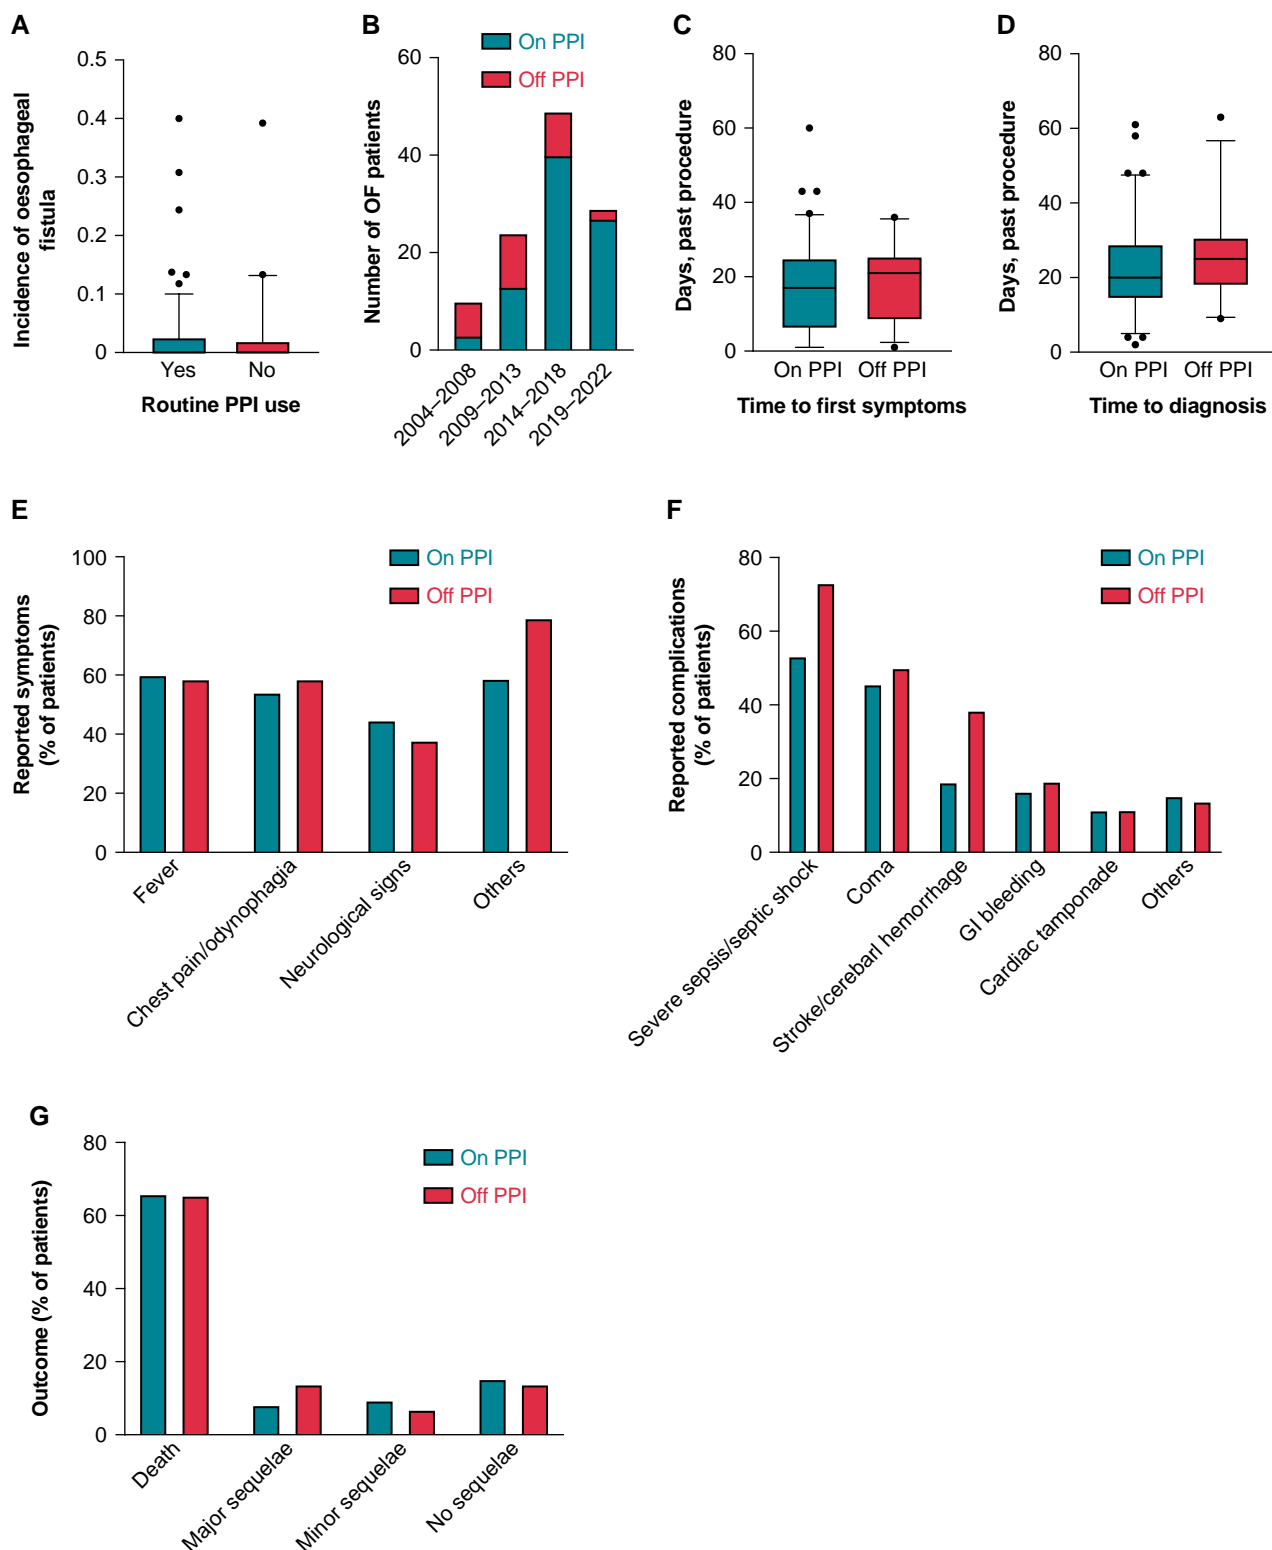 A
0.5
0.4
0.3
0.2
0.1
0
Incidence of oesophageal
fistula
Yes
No
Routine PPI use
B
On PPI
Off PPI
60
40
20
0
Number of OF patients
2004–2008
2009–2013
2014–2018
2019–2022
C
80
60
40
20
0
Days, past procedure
On PPI
Off PPI
Time to first symptoms
D
80
60
40
20
0
Days, past procedure
On PPI
Off PPI
Time to diagnosis
E
On PPI
Off PPI
100
80
60
40
20
0
Reported symptoms
(% of patients)
Fever
Chest pain/odynophagia
Neurological signs
Others
F
On PPI
Off PPI
80
60
40
20
0
Reported complications
(% of patients)
Severe sepsis/septic shock
Coma
Stroke/cerebarl hemorrhage
GI bleeding
Cardiac tamponade
Others
G
On PPI
Off PPI
80
60
40
20
0
Outcome (% of patients)
Death
Major sequelae
Minor sequelae
No sequelae